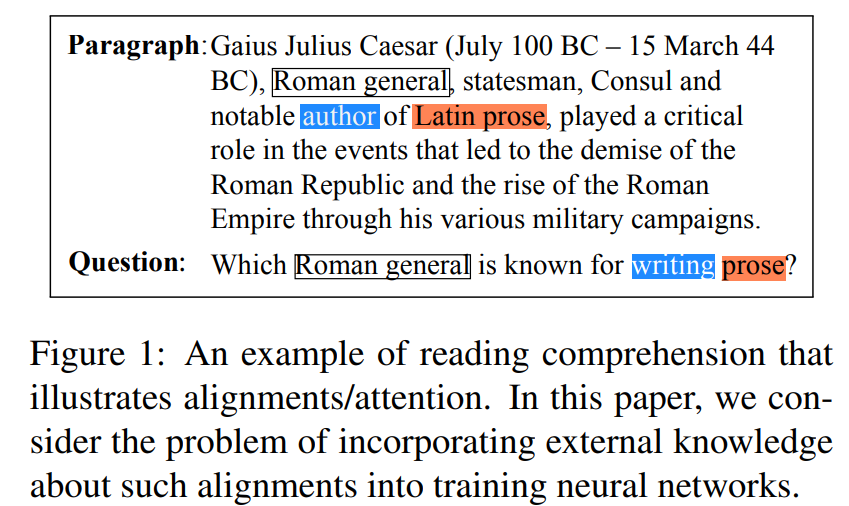 Paragraph: Gaius Julius Caesar (July 100 BC – 15 March 44
BC), Roman general, statesman, Consul and
notable author of Latin prose, played a critical
role in the events that led to the demise of the
Roman Republic and the rise of the Roman
Empire through his various military campaigns.
Question: Which Roman general is known for writing prose?
Figure 1: An example of reading comprehension that
illustrates alignments/attention. In this paper, we con-
sider the problem of incorporating external knowledge
about such alignments into training neural networks.